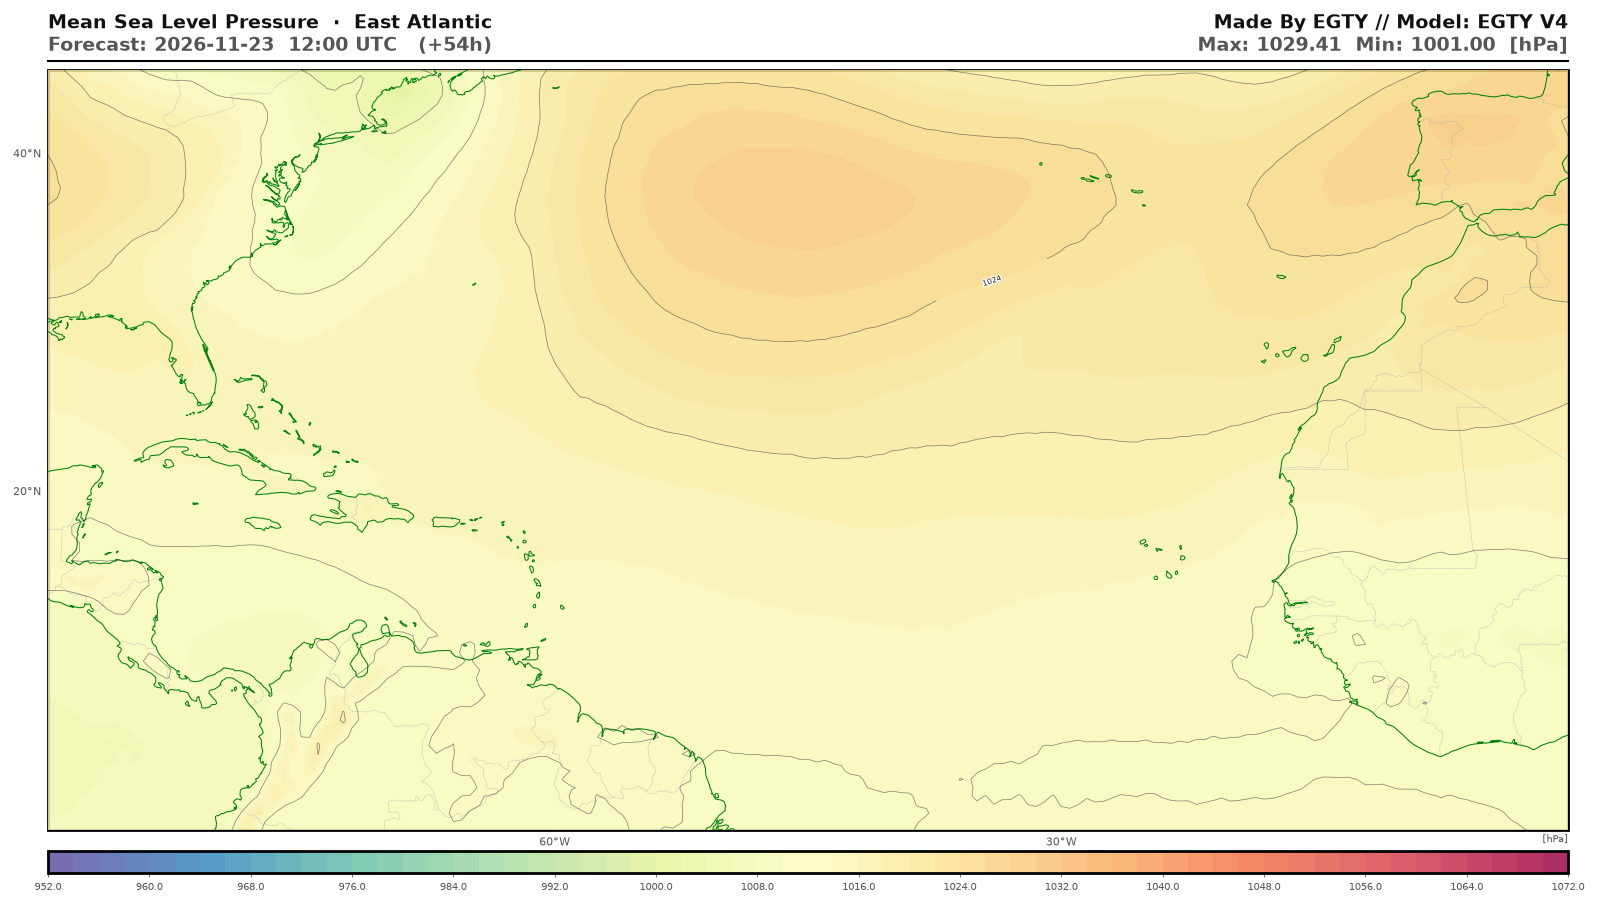 Mean Sea Level Pressure · East Atlantic
Made By EGTY // Model: EGTY V4
Forecast: 2026-11-23 12:00 UTC (+54h)
Max: 1029.41 Min: 1001.00 [hPa]
40°N
1024
20°N
60°W
30°W
[hPa]
952.0
960.0
968.0
976.0
984.0
992.0
1000.0
1008.0
1016.0
1024.0
1032.0
1040.0
1048.0
1056.0
1064.0
1072.0